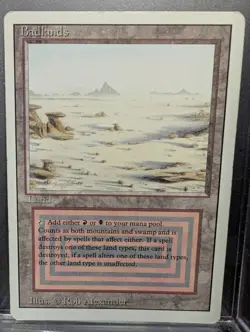 Badlands
Land
: Add either or to your mana pool.
Counts as both mountains and swamp and is
affected by spells that affect either. If a spell
destroys one of these land types, this card is
destroyed. If a spell alters one of these land types,
the other land type is unaffected.
Illus. © Rob Alexander